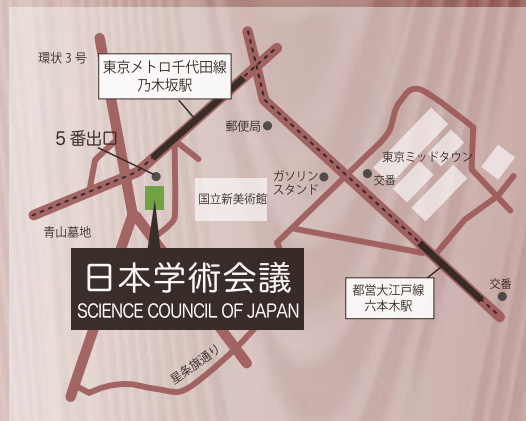 環状3号
東京メトロ千代田線
乃木坂駅
5番出口
郵便局
東京ミッドタウン
ガソリン
スタンド
交番
国立新美術館
青山墓地
日本学術会議
SCIENCE COUNCIL OF JAPAN
都営大江戸線
六本木駅
交番
星条旗通り